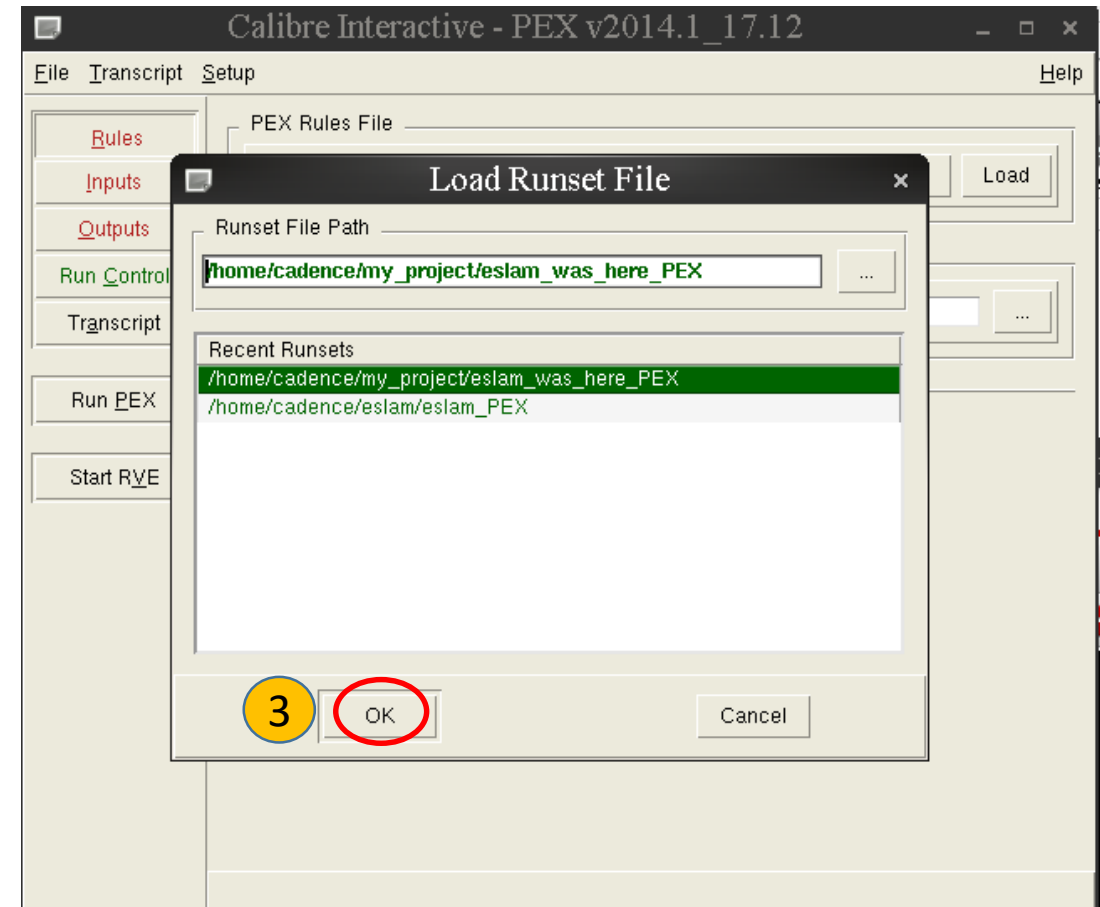 Calibre Interactive - PEX v2014.1_17.12
File Transcript Setup Help
PEX Rules File
Rules
Inputs
Load
Load Runset File
Outputs
Runset File Path
Run Control
/home/cadence/my_project/eslam_was_here_PEX
...
...
Transcript
Recent Runsets
/home/cadence/my_project/eslam_was_here_PEX
/home/cadence/eslam/eslam_PEX
Run PEX
Start RVE
3
OK
Cancel